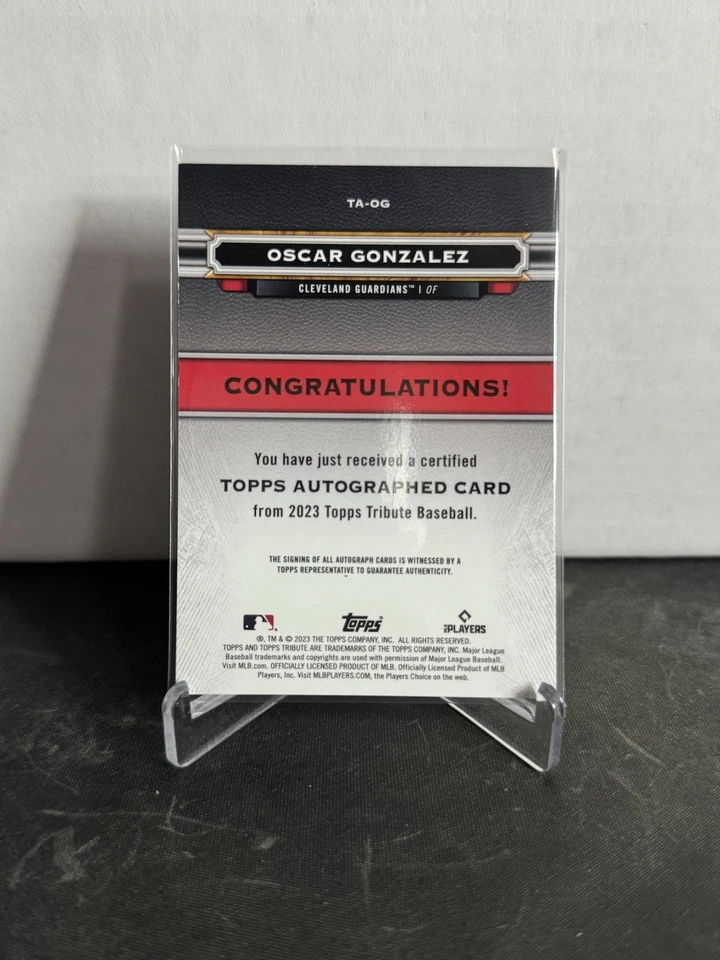 TA-OG
OSCAR GONZALEZ
CLEVELAND GUARDIANS™ | OF
CONGRATULATIONS!
You have just received a certified
TOPPS AUTOGRAPHED CARD
from 2023 Topps Tribute Baseball.
THE SIGNING OF ALL AUTOGRAPH CARDS IS WITNESSED BY A
TOPPS REPRESENTATIVE TO GUARANTEE AUTHENTICITY.
topps®
PLAYERS
®, TM & © 2023 THE TOPPS COMPANY, INC. ALL RIGHTS RESERVED.
TOPPS AND TOPPS TRIBUTE ARE TRADEMARKS OF THE TOPPS COMPANY, INC. Major League
Baseball trademarks and copyrights are used with permission of Major League Baseball.
Visit MLB.com. OFFICIALLY LICENSED PRODUCT OF MLB. Officially Licensed Product of MLB
Players, Inc. Visit MLBPLAYERS.COM, the Players Choice on the web.